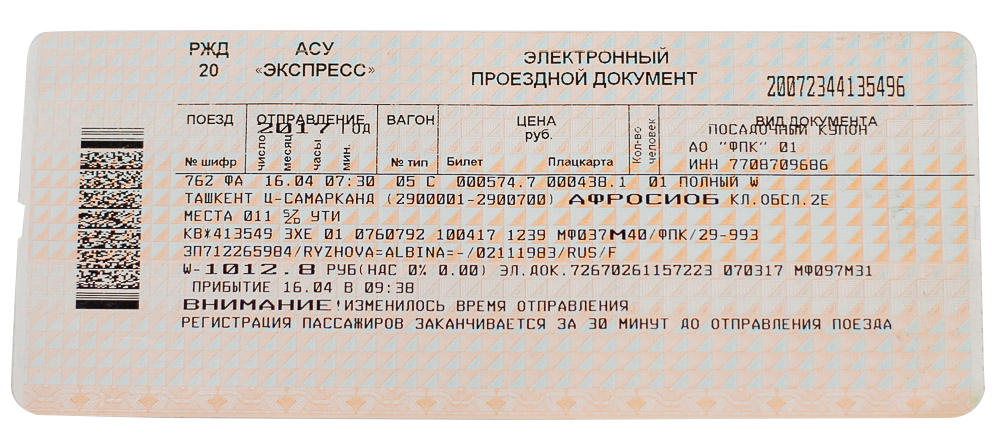 РЖД АСУ ЭЛЕКТРОННЫЙ
20 «ЭКСПРЕСС» ПРОЕЗДНОЙ ДОКУМЕНТ 20072344135496
ПОЕЗД ОТПРАВЛЕНИЕ ВАГОН ЦЕНА Кол-во человек ВИД ДОКУМЕНТА
2017 ГОД руб. ПОСАДОЧНЫЙ КУПОН
число месяц часы мин. АО "ФПК" 01
№ шифр № тип Билет Плацкарта ИНН 7708709686
762 ФА 16.04 07:30 05 С 000574.7 000438.1 01 ПОЛНЫЙ W
ТАШКЕНТ Ц-САМАРКАНД (2900001-2900700) АФРОСИОБ КЛ.ОБСЛ.2Е
МЕСТА 011 УТИ
КВ*413549 ЭХЕ 01 0760792 100417 1239 МФ037М40/ФПК/29-993
ЗП712265984/RYZHOVA=ALBINA=-/02111983/RUS/F
W-1012.8 РУБ(НДС 0% 0.00) ЭЛ.ДОК.72670261157223 070317 МФ097М31
ПРИБЫТИЕ 16.04 В 09:38
ВНИМАНИЕ!ИЗМЕНИЛОСЬ ВРЕМЯ ОТПРАВЛЕНИЯ
РЕГИСТРАЦИЯ ПАССАЖИРОВ ЗАКАНЧИВАЕТСЯ ЗА 30 МИНУТ ДО ОТПРАВЛЕНИЯ ПОЕЗДА